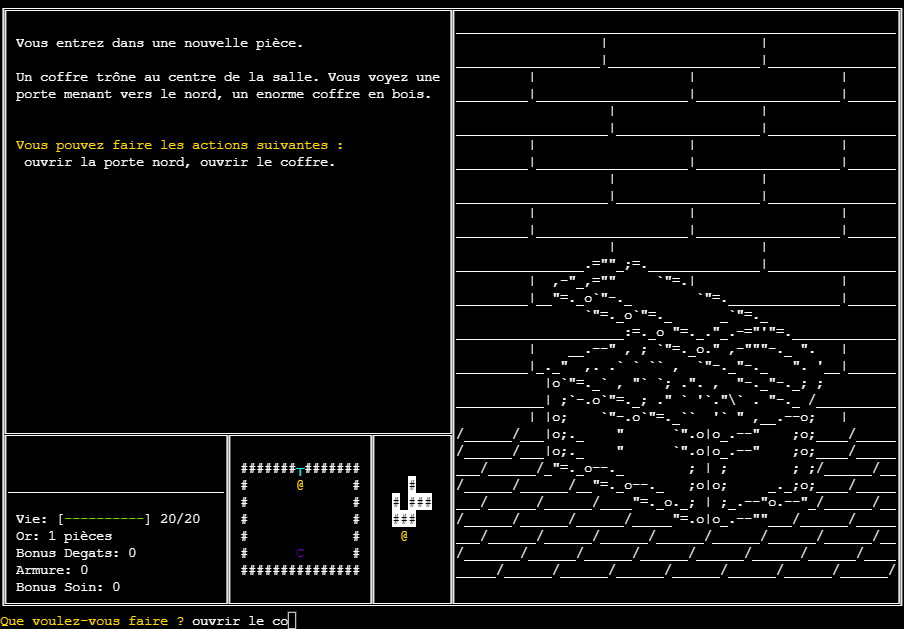 Vous entrez dans une nouvelle pièce.
Un coffre trône au centre de la salle. Vous voyez une
porte menant vers le nord, un enorme coffre en bois.
Vous pouvez faire les actions suivantes :
ouvrir la porte nord, ouvrir le coffre.
Vie: [----------] 20/20
Or: 1 pièces
Bonus Degats: 0
Armure: 0
Bonus Soin: 0
#######T#######
#      @      #
#             #
#             #
#             #
#      C      #
###############
#
# ###
###
@
Que voulez-vous faire ? ouvrir le co